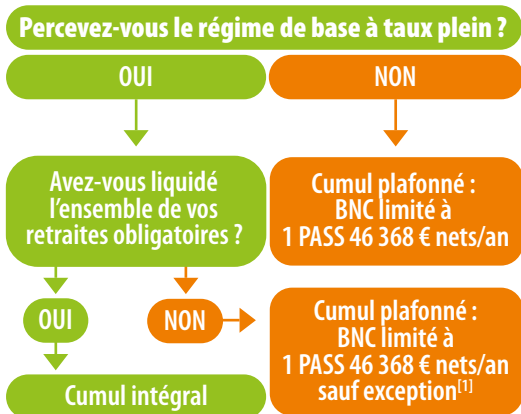 Percevez-vous le régime de base à taux plein ?
OUI
NON
Avez-vous liquidé
l'ensemble de vos
retraites obligatoires ?
Cumul plafonné :
BNC limité à
1 PASS 46 368 € nets/an
OUI
NON
Cumul plafonné :
BNC limité à
1 PASS 46 368 € nets/an
sauf exception[1]
Cumul intégral